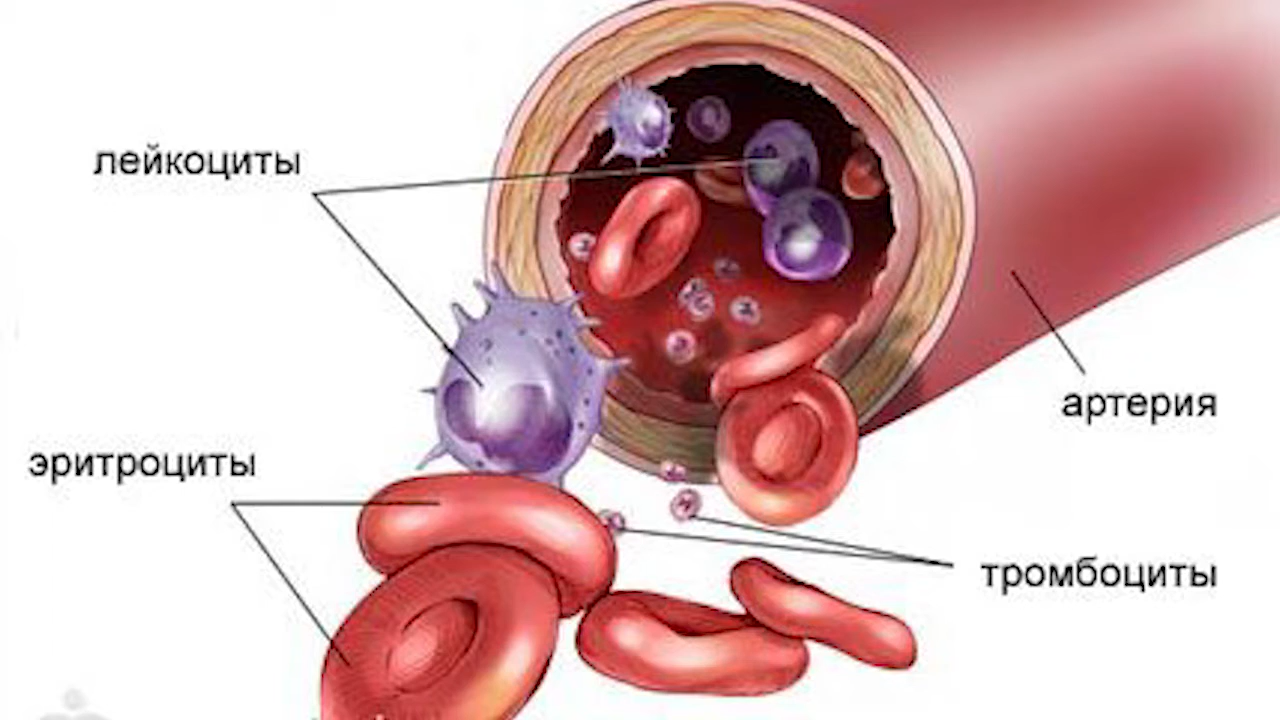 лейкоциты
артерия
эритроциты
тромбоциты